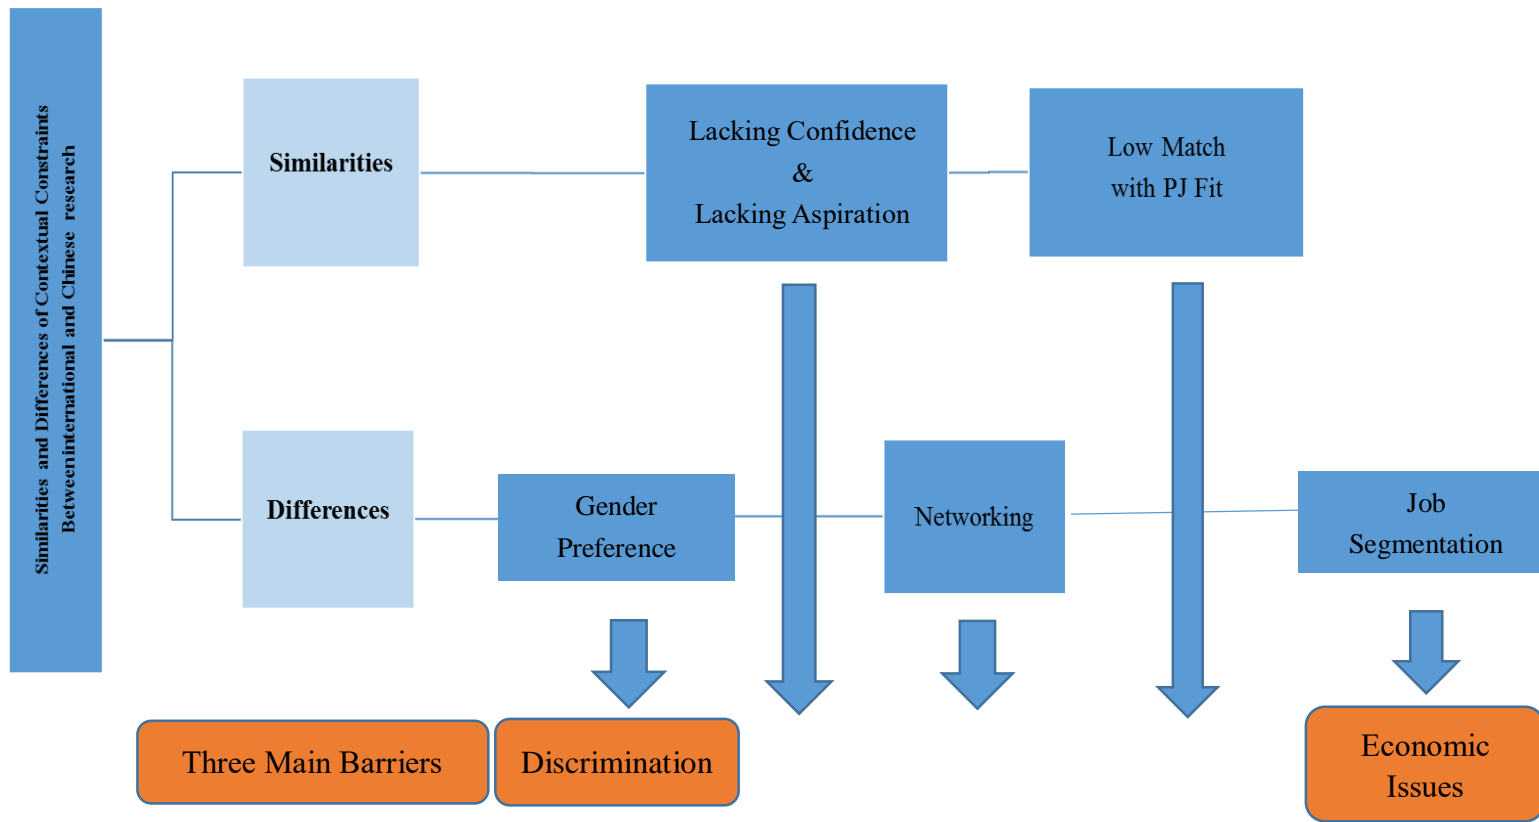 Similarities and Differences of Contextual Constraints
Betweeninternational and Chinese research
Similarities
Lacking Confidence
&
Lacking Aspiration
Low Match
with PJ Fit
Differences
Gender
Preference
Networking
Job
Segmentation
Three Main Barriers
Discrimination
Economic
Issues